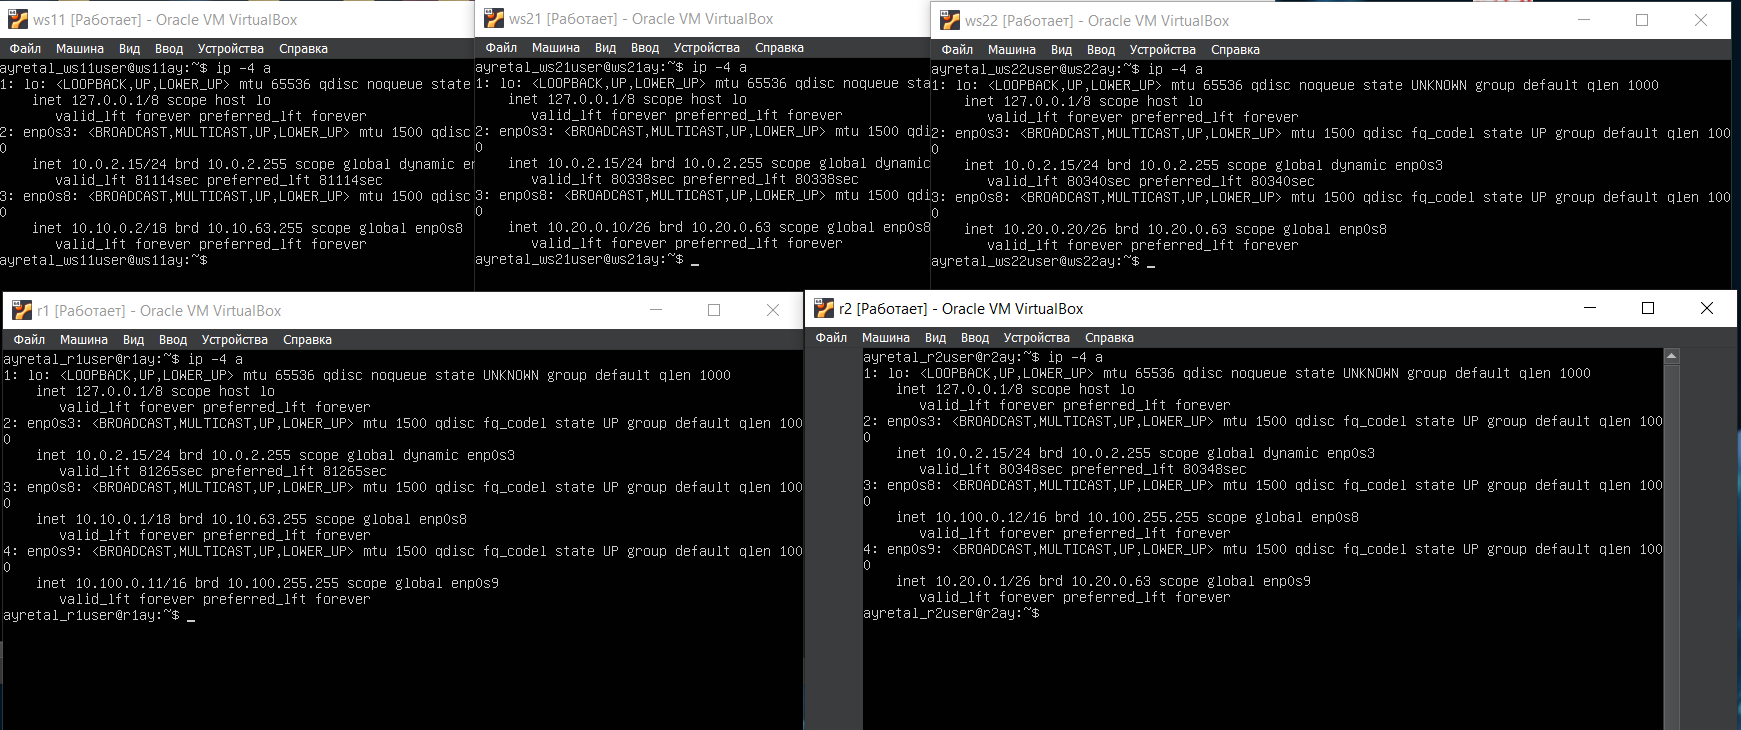 ws11 [Работает] - Oracle VM VirtualBox
Файл Машина Вид Ввод Устройства Справка
ayretal_ws11user@ws11ay:~$ ip -4 a
1: lo: <LOOPBACK,UP,LOWER_UP> mtu 65536 qdisc noqueue state
inet 127.0.0.1/8 scope host lo
valid_lft forever preferred_lft forever
2: enp0s3: <BROADCAST,MULTICAST,UP,LOWER_UP> mtu 1500 qdisc
0
inet 10.0.2.15/24 brd 10.0.2.255 scope global dynamic en
valid_lft 81114sec preferred_lft 81114sec
3: enp0s8: <BROADCAST,MULTICAST,UP,LOWER_UP> mtu 1500 qdisc
0
inet 10.10.0.2/18 brd 10.10.63.255 scope global enp0s8
valid_lft forever preferred_lft forever
ayretal_ws11user@ws11ay:~$
ws21 [Работает] - Oracle VM VirtualBox
Файл Машина Вид Ввод Устройства Справка
ayretal_ws21user@ws21ay:~$ ip -4 a
1: lo: <LOOPBACK,UP,LOWER_UP> mtu 65536 qdisc noqueue sta
inet 127.0.0.1/8 scope host lo
valid_lft forever preferred_lft forever
2: enp0s3: <BROADCAST,MULTICAST,UP,LOWER_UP> mtu 1500 qdi
0
inet 10.0.2.15/24 brd 10.0.2.255 scope global dynamic
valid_lft 80338sec preferred_lft 80338sec
3: enp0s8: <BROADCAST,MULTICAST,UP,LOWER_UP> mtu 1500 qdi
0
inet 10.20.0.10/26 brd 10.20.0.63 scope global enp0s8
valid_lft forever preferred_lft forever
ayretal_ws21user@ws21ay:~$ _
ws22 [Работает] - Oracle VM VirtualBox
Файл Машина Вид Ввод Устройства Справка
ayretal_ws22user@ws22ay:~$ ip -4 a
1: lo: <LOOPBACK,UP,LOWER_UP> mtu 65536 qdisc noqueue state UNKNOWN group default qlen 1000
inet 127.0.0.1/8 scope host lo
valid_lft forever preferred_lft forever
2: enp0s3: <BROADCAST,MULTICAST,UP,LOWER_UP> mtu 1500 qdisc fq_codel state UP group default qlen 100
0
inet 10.0.2.15/24 brd 10.0.2.255 scope global dynamic enp0s3
valid_lft 80340sec preferred_lft 80340sec
3: enp0s8: <BROADCAST,MULTICAST,UP,LOWER_UP> mtu 1500 qdisc fq_codel state UP group default qlen 100
0
inet 10.20.0.20/26 brd 10.20.0.63 scope global enp0s8
valid_lft forever preferred_lft forever
ayretal_ws22user@ws22ay:~$ _
r1 [Работает] - Oracle VM VirtualBox
Файл Машина Вид Ввод Устройства Справка
ayretal_r1user@r1ay:~$ ip -4 a
1: lo: <LOOPBACK,UP,LOWER_UP> mtu 65536 qdisc noqueue state UNKNOWN group default qlen 1000
inet 127.0.0.1/8 scope host lo
valid_lft forever preferred_lft forever
2: enp0s3: <BROADCAST,MULTICAST,UP,LOWER_UP> mtu 1500 qdisc fq_codel state UP group default qlen 100
0
inet 10.0.2.15/24 brd 10.0.2.255 scope global dynamic enp0s3
valid_lft 81265sec preferred_lft 81265sec
3: enp0s8: <BROADCAST,MULTICAST,UP,LOWER_UP> mtu 1500 qdisc fq_codel state UP group default qlen 100
0
inet 10.10.0.1/18 brd 10.10.63.255 scope global enp0s8
valid_lft forever preferred_lft forever
4: enp0s9: <BROADCAST,MULTICAST,UP,LOWER_UP> mtu 1500 qdisc fq_codel state UP group default qlen 100
0
inet 10.100.0.11/16 brd 10.100.255.255 scope global enp0s9
valid_lft forever preferred_lft forever
ayretal_r1user@r1ay:~$ _
r2 [Работает] - Oracle VM VirtualBox
Файл Машина Вид Ввод Устройства Справка
ayretal_r2user@r2ay:~$ ip -4 a
1: lo: <LOOPBACK,UP,LOWER_UP> mtu 65536 qdisc noqueue state UNKNOWN group default qlen 1000
inet 127.0.0.1/8 scope host lo
valid_lft forever preferred_lft forever
2: enp0s3: <BROADCAST,MULTICAST,UP,LOWER_UP> mtu 1500 qdisc fq_codel state UP group default qlen 100
0
inet 10.0.2.15/24 brd 10.0.2.255 scope global dynamic enp0s3
valid_lft 80348sec preferred_lft 80348sec
3: enp0s8: <BROADCAST,MULTICAST,UP,LOWER_UP> mtu 1500 qdisc fq_codel state UP group default qlen 100
0
inet 10.100.0.12/16 brd 10.100.255.255 scope global enp0s8
valid_lft forever preferred_lft forever
4: enp0s9: <BROADCAST,MULTICAST,UP,LOWER_UP> mtu 1500 qdisc fq_codel state UP group default qlen 100
0
inet 10.20.0.1/26 brd 10.20.0.63 scope global enp0s9
valid_lft forever preferred_lft forever
ayretal_r2user@r2ay:~$